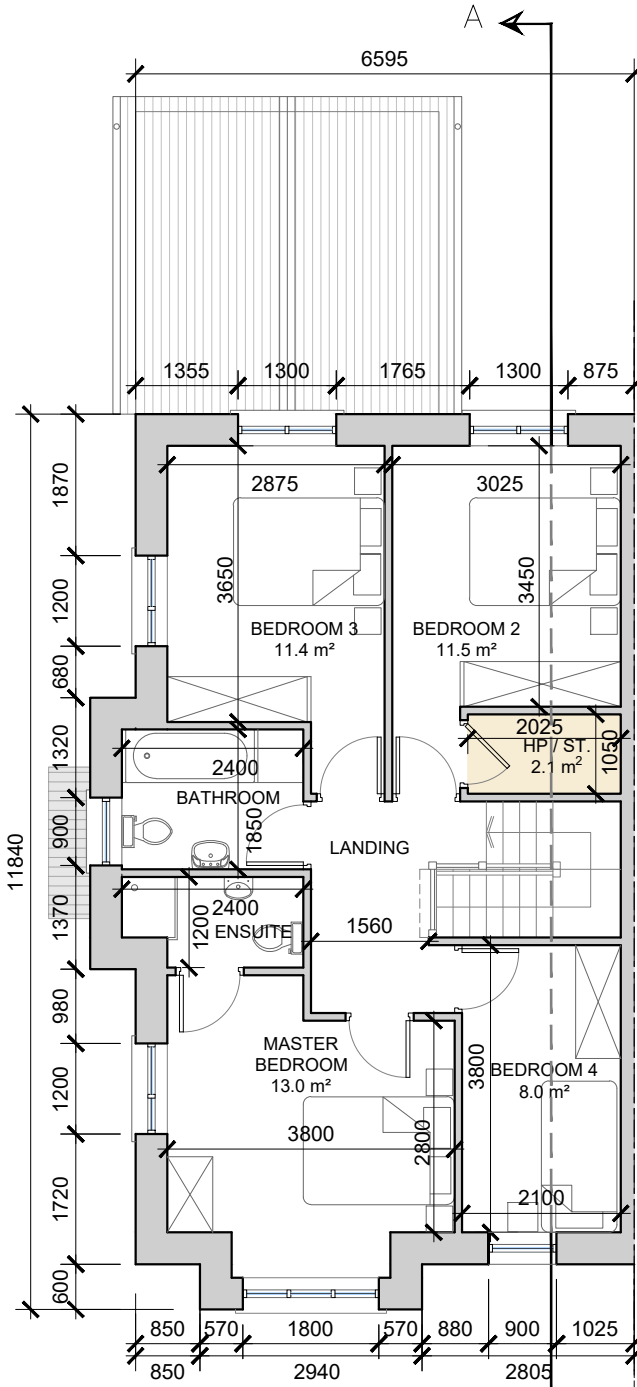 A
6595
1355 1300 1765 1300 875
1870
2875
3025
3650
3450
1200
BEDROOM 3
11.4 m²
BEDROOM 2
11.5 m²
680
2025
HP / ST.
2.1 m²
1050
1320
2400
BATHROOM
1850
900
LANDING
11840
2400
ENSUITE
1200
1560
1370
980
MASTER
BEDROOM
13.0 m²
3800
BEDROOM 4
8.0 m²
1200
3800
2800
2100
1720
600
850 570 1800 570 880 900 1025
850 2940 2805